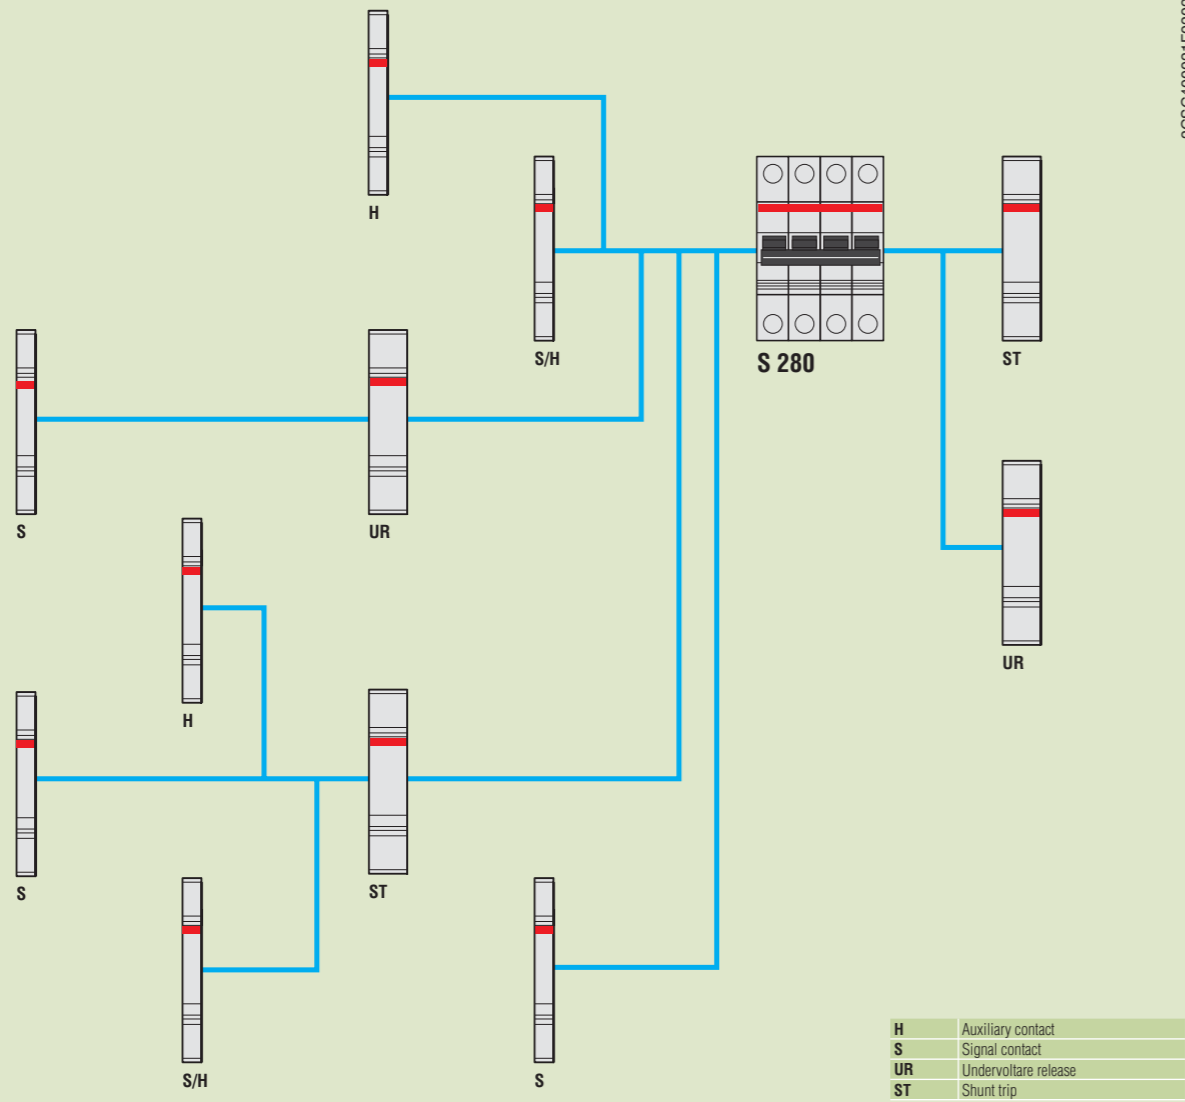 H
S/H
S 280
ST
S
UR
UR
H
S
ST
S/H
S
H Auxiliary contact
S Signal contact
UR Undervoltare release
ST Shunt trip